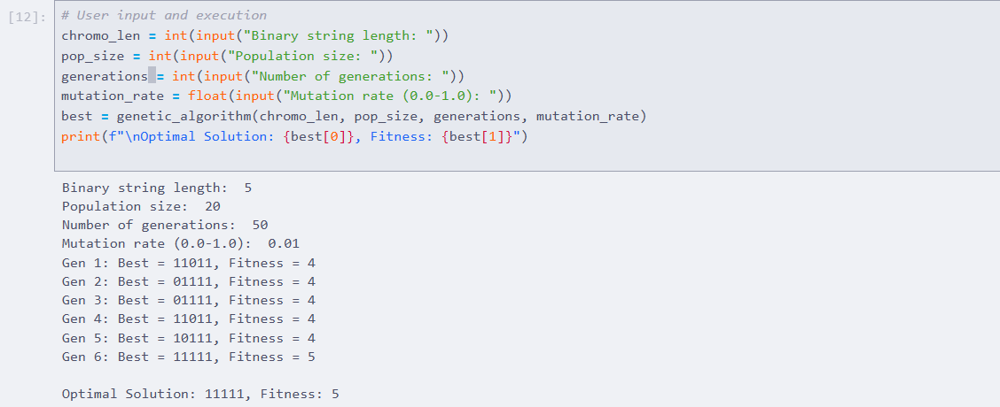 [12]:
# User input and execution
chromo_len = int(input("Binary string length: "))
pop_size = int(input("Population size: "))
generations = int(input("Number of generations: "))
mutation_rate = float(input("Mutation rate (0.0-1.0): "))
best = genetic_algorithm(chromo_len, pop_size, generations, mutation_rate)
print(f"\nOptimal Solution: {best[0]}, Fitness: {best[1]}")
Binary string length:  5
Population size:  20
Number of generations:  50
Mutation rate (0.0-1.0):  0.01
Gen 1: Best = 11011, Fitness = 4
Gen 2: Best = 01111, Fitness = 4
Gen 3: Best = 01111, Fitness = 4
Gen 4: Best = 11011, Fitness = 4
Gen 5: Best = 10111, Fitness = 4
Gen 6: Best = 11111, Fitness = 5
Optimal Solution: 11111, Fitness: 5